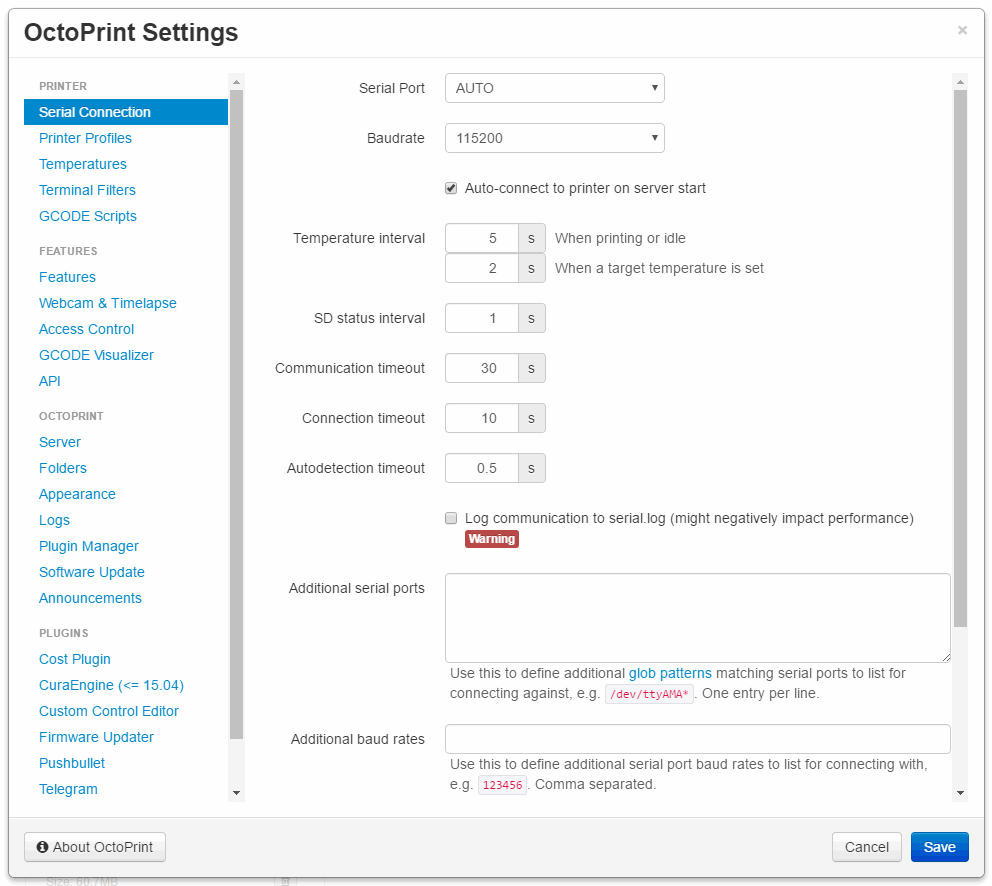 OctoPrint Settings
×
PRINTER
Serial Connection
Printer Profiles
Temperatures
Terminal Filters
GCODE Scripts
FEATURES
Features
Webcam & Timelapse
Access Control
GCODE Visualizer
API
OCTOPRINT
Server
Folders
Appearance
Logs
Plugin Manager
Software Update
Announcements
PLUGINS
Cost Plugin
CuraEngine (<= 15.04)
Custom Control Editor
Firmware Updater
Pushbullet
Telegram
Serial Port AUTO
Baudrate 115200
Auto-connect to printer on server start
Temperature interval 5 s When printing or idle
2 s When a target temperature is set
SD status interval 1 s
Communication timeout 30 s
Connection timeout 10 s
Autodetection timeout 0.5 s
Log communication to serial.log (might negatively impact performance)
Warning
Additional serial ports
Use this to define additional glob patterns matching serial ports to list for
connecting against, e.g. /dev/ttyAMA*. One entry per line.
Additional baud rates
Use this to define additional serial port baud rates to list for connecting with,
e.g. 123456. Comma separated.
About OctoPrint
Cancel
Save
Size: 60.7MB